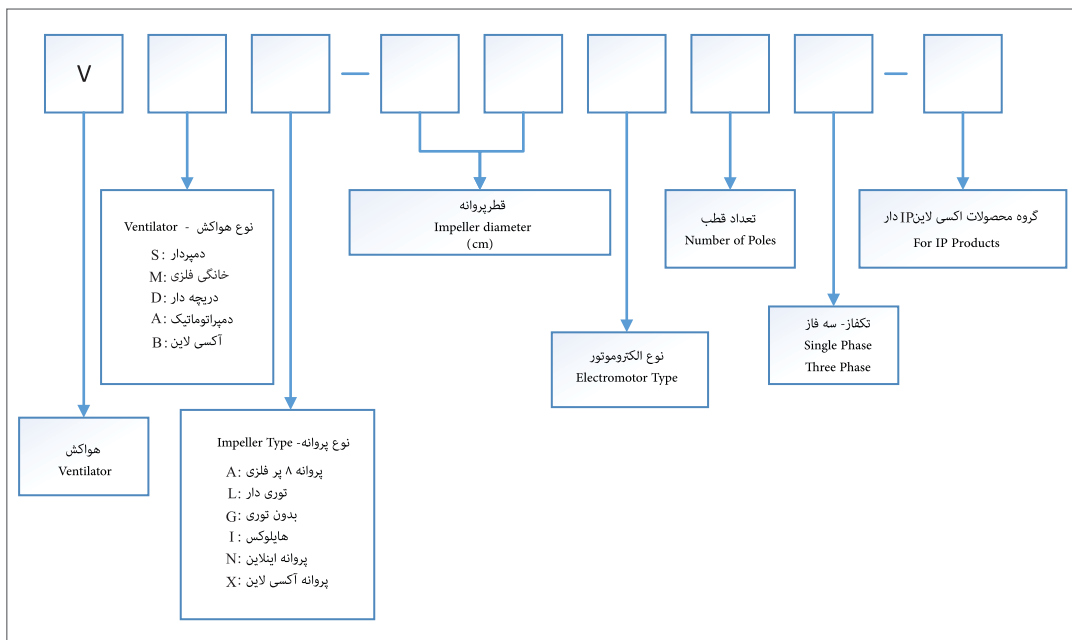 V
نوع هواکش - Ventilator
S: دمپردار
M: خانگی فلزی
D: دریچه دار
A: دمپراتوماتیک
B: آکسی لاین
قطرپروانه
Impeller diameter
(cm)
تعداد قطب
Number of Poles
گروه محصولات اکسی لاینIP دار
For IP Products
تکفاز- سه فاز
Single Phase
Three Phase
نوع الکتروموتور
Electromotor Type
هواکش
Ventilator
نوع پروانه- Impeller Type
A: پروانه ۸ پر فلزی
L: توری دار
G: بدون توری
I: هایلوکس
N: پروانه اینلاین
X: پروانه آکسی لاین